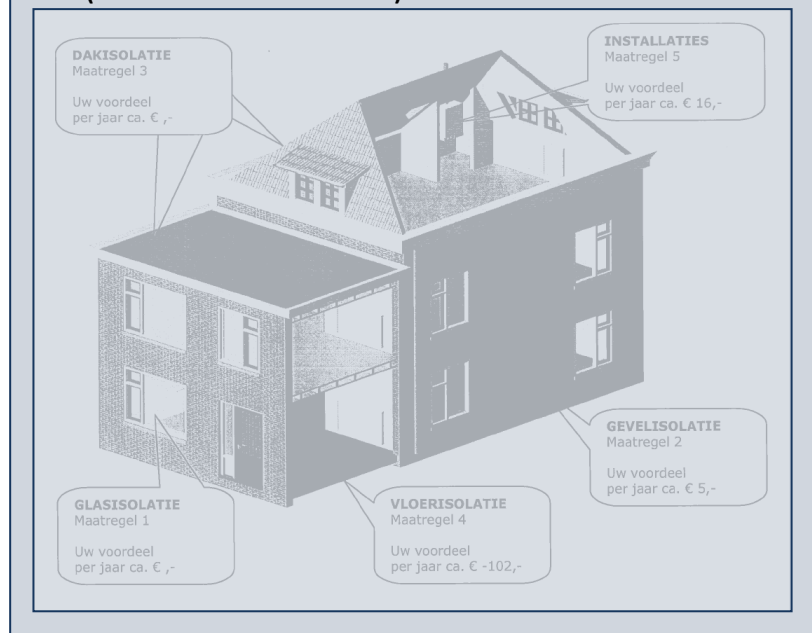 DAKISOLATIE
Maatregel 3
Uw voordeel
per jaar ca. € ,-
INSTALLATIES
Maatregel 5
Uw voordeel
per jaar ca. € 16,-
GEVELISOLATIE
Maatregel 2
Uw voordeel
per jaar ca. € 5,-
GLASISOLATIE
Maatregel 1
Uw voordeel
per jaar ca. € ,-
VLOERISOLATIE
Maatregel 4
Uw voordeel
per jaar ca. € -102,-